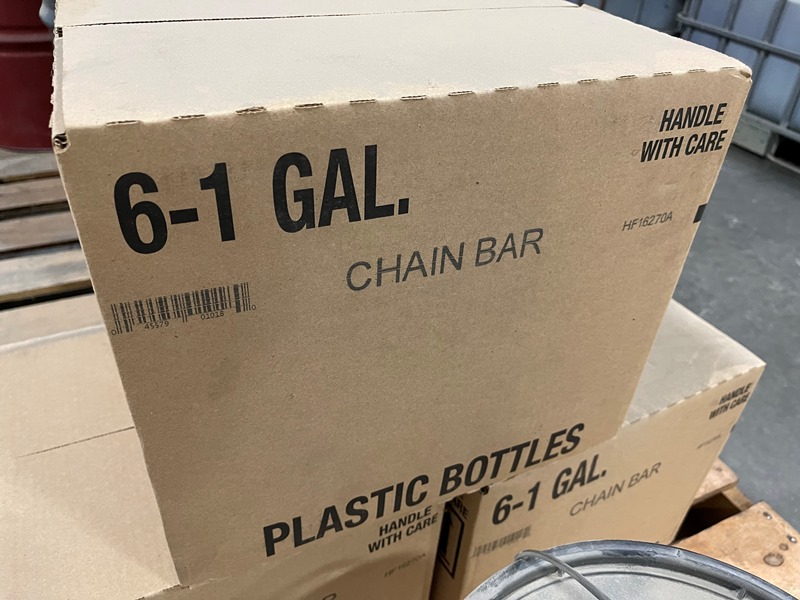 HANDLE
WITH CARE
6-1 GAL.
HF16270A
CHAIN BAR
0 45579 01018 0
PLASTIC BOTTLES
HANDLE
WITH CARE
6-1 GAL.
CHAIN BAR
HANDLE
WITH CARE
HF16270A